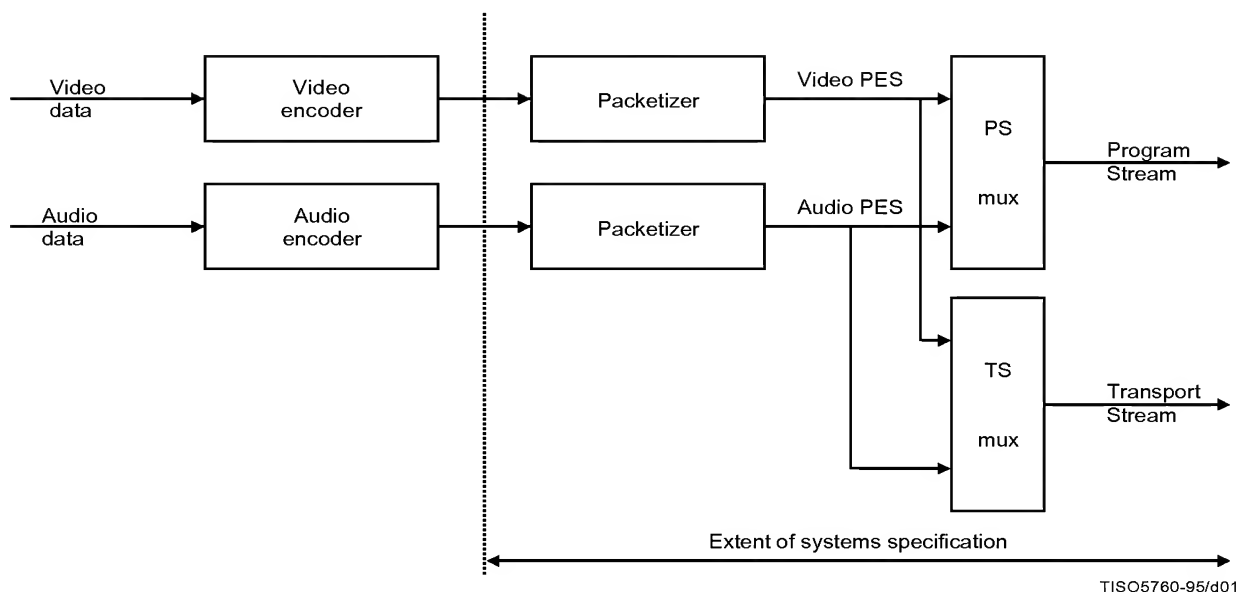 Video
data
Video
encoder
Packetizer
Video PES
PS
mux
Program
Stream
Audio
data
Audio
encoder
Packetizer
Audio PES
TS
mux
Transport
Stream
Extent of systems specification
TISO5760-95/d01